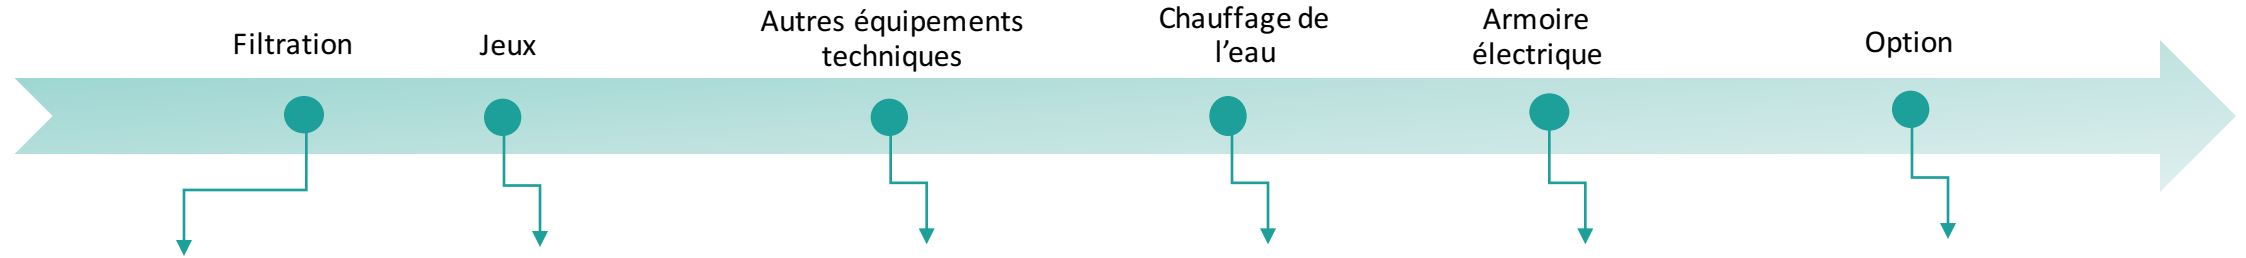 Filtration
Jeux
Autres équipements
techniques
Chauffage de
l’eau
Armoire
électrique
Option